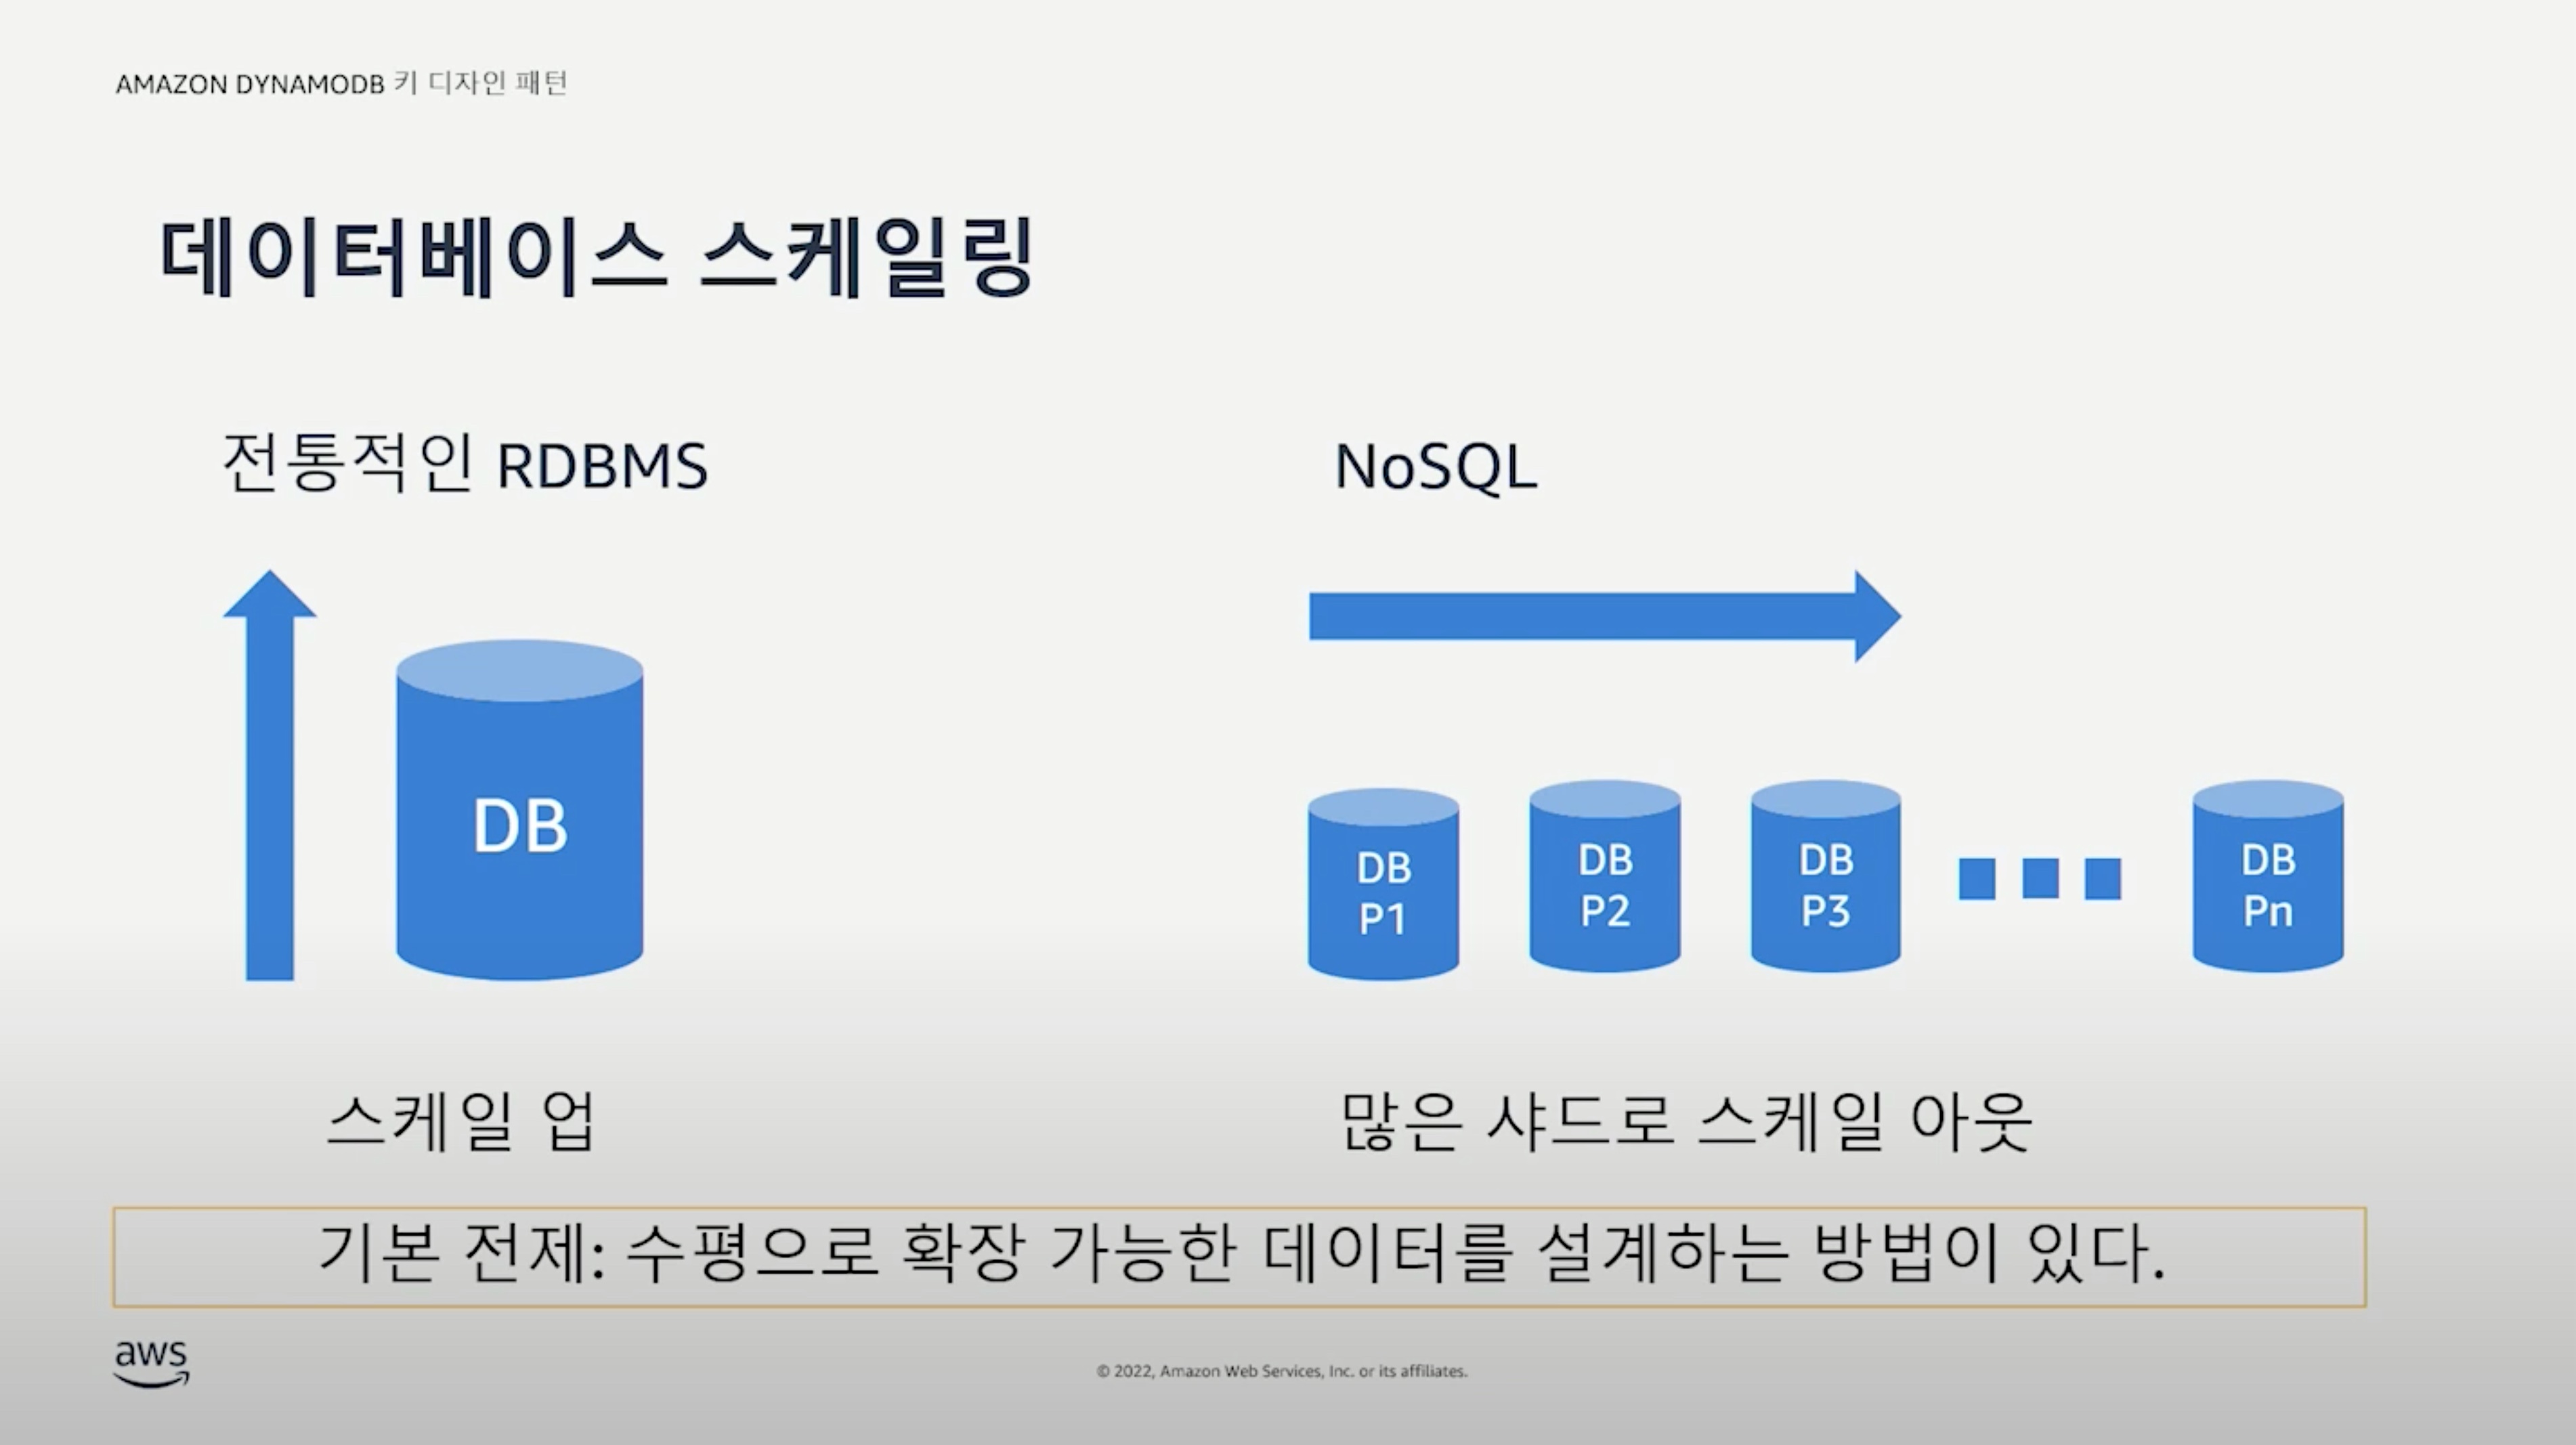 AMAZON DYNAMODB 키 디자인 패턴
데이터베이스 스케일링
전통적인 RDBMS
DB
스케일 업
NoSQL
DB
P1
DB
P2
DB
P3
DB
Pn
많은 샤드로 스케일 아웃
기본 전제: 수평으로 확장 가능한 데이터를 설계하는 방법이 있다.
aws
© 2022, Amazon Web Services, Inc. or its affiliates.